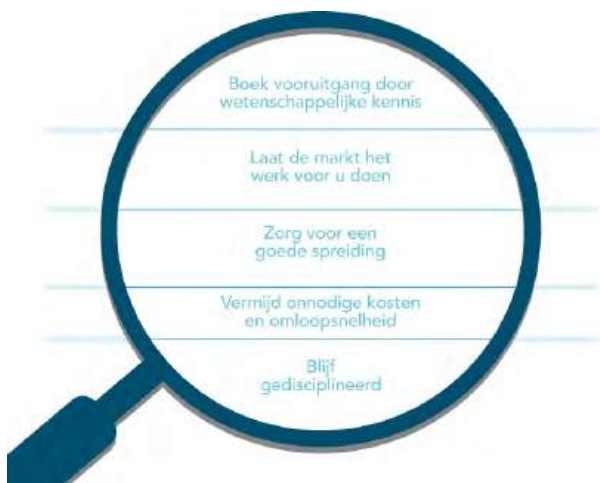 Boek vooruitgang door
wetenschappelijke kennis
Laat de markt het
werk voor u doen
Zorg voor een
goede spreiding
Vermijd onnodige kosten
en omloopsnelheid
Blijf
gedisciplineerd